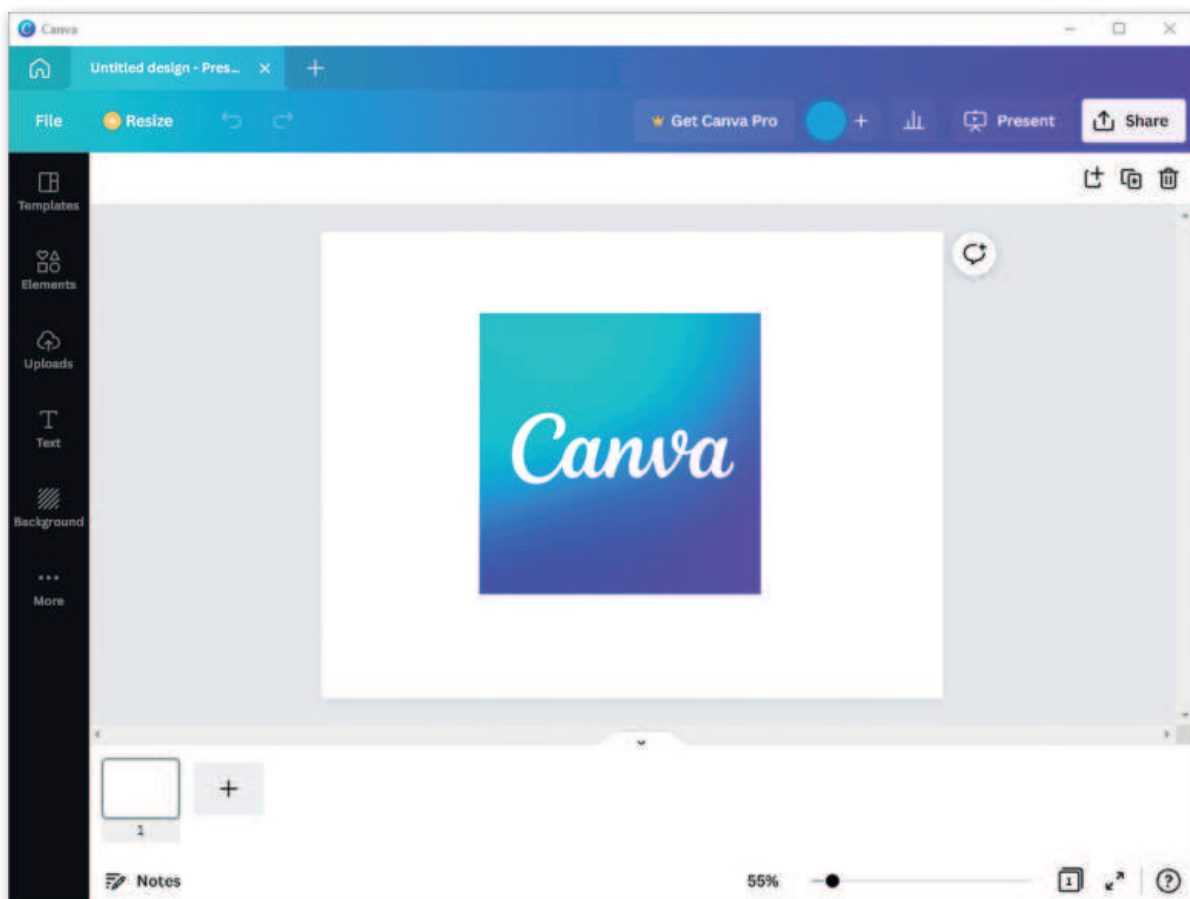 Canva
Untitled design - Pres...
File
Resize
Get Canva Pro
Present
Share
Templates
Elements
Uploads
Text
Background
More
Canva
1
Notes
55%
1